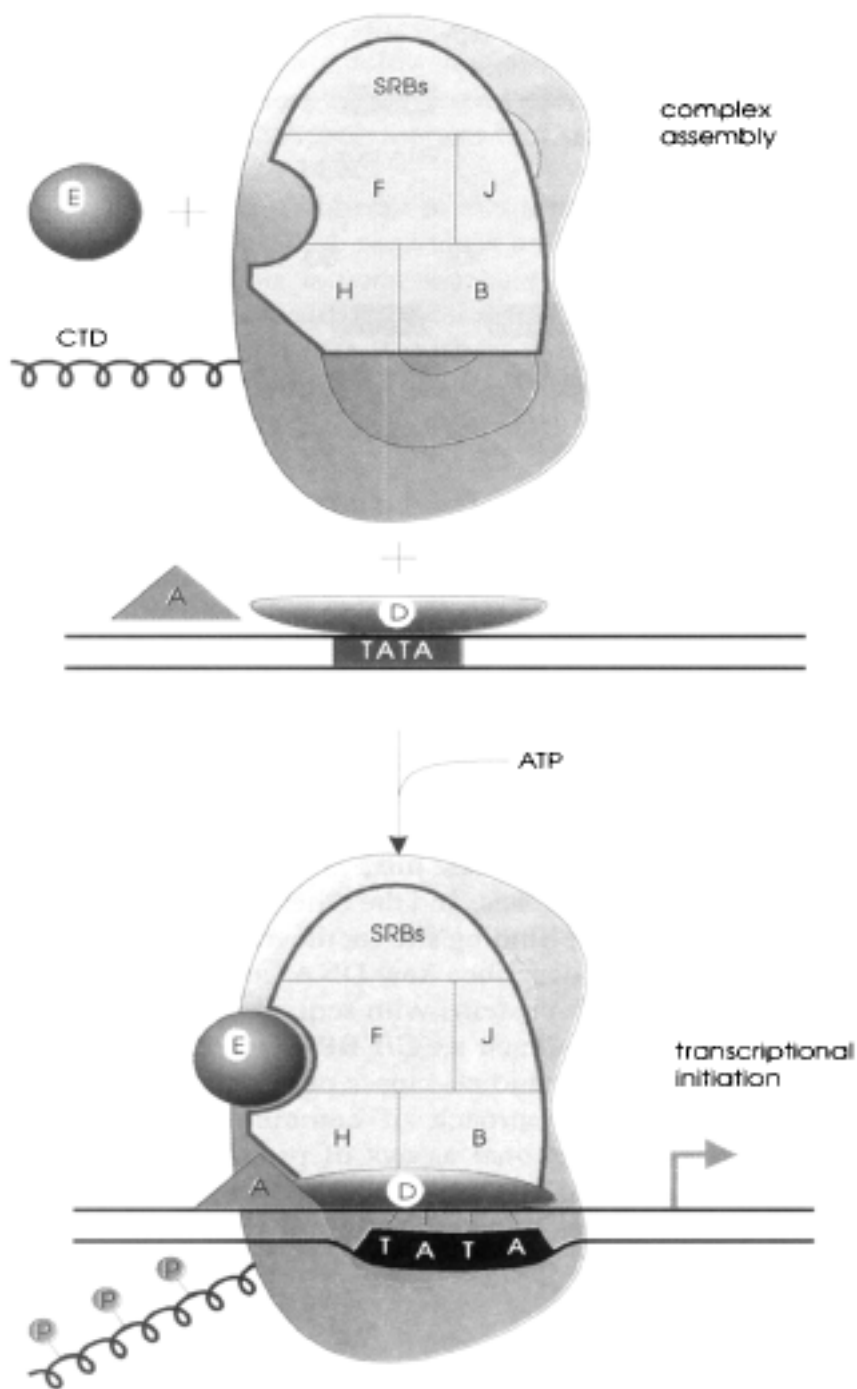 SRBs
complex
assembly
E
F
J
H
B
CTD
A
D
TATA
ATP
SRBs
E
F
J
transcriptional
initiation
H
B
A
D
T A T A
P
P
P